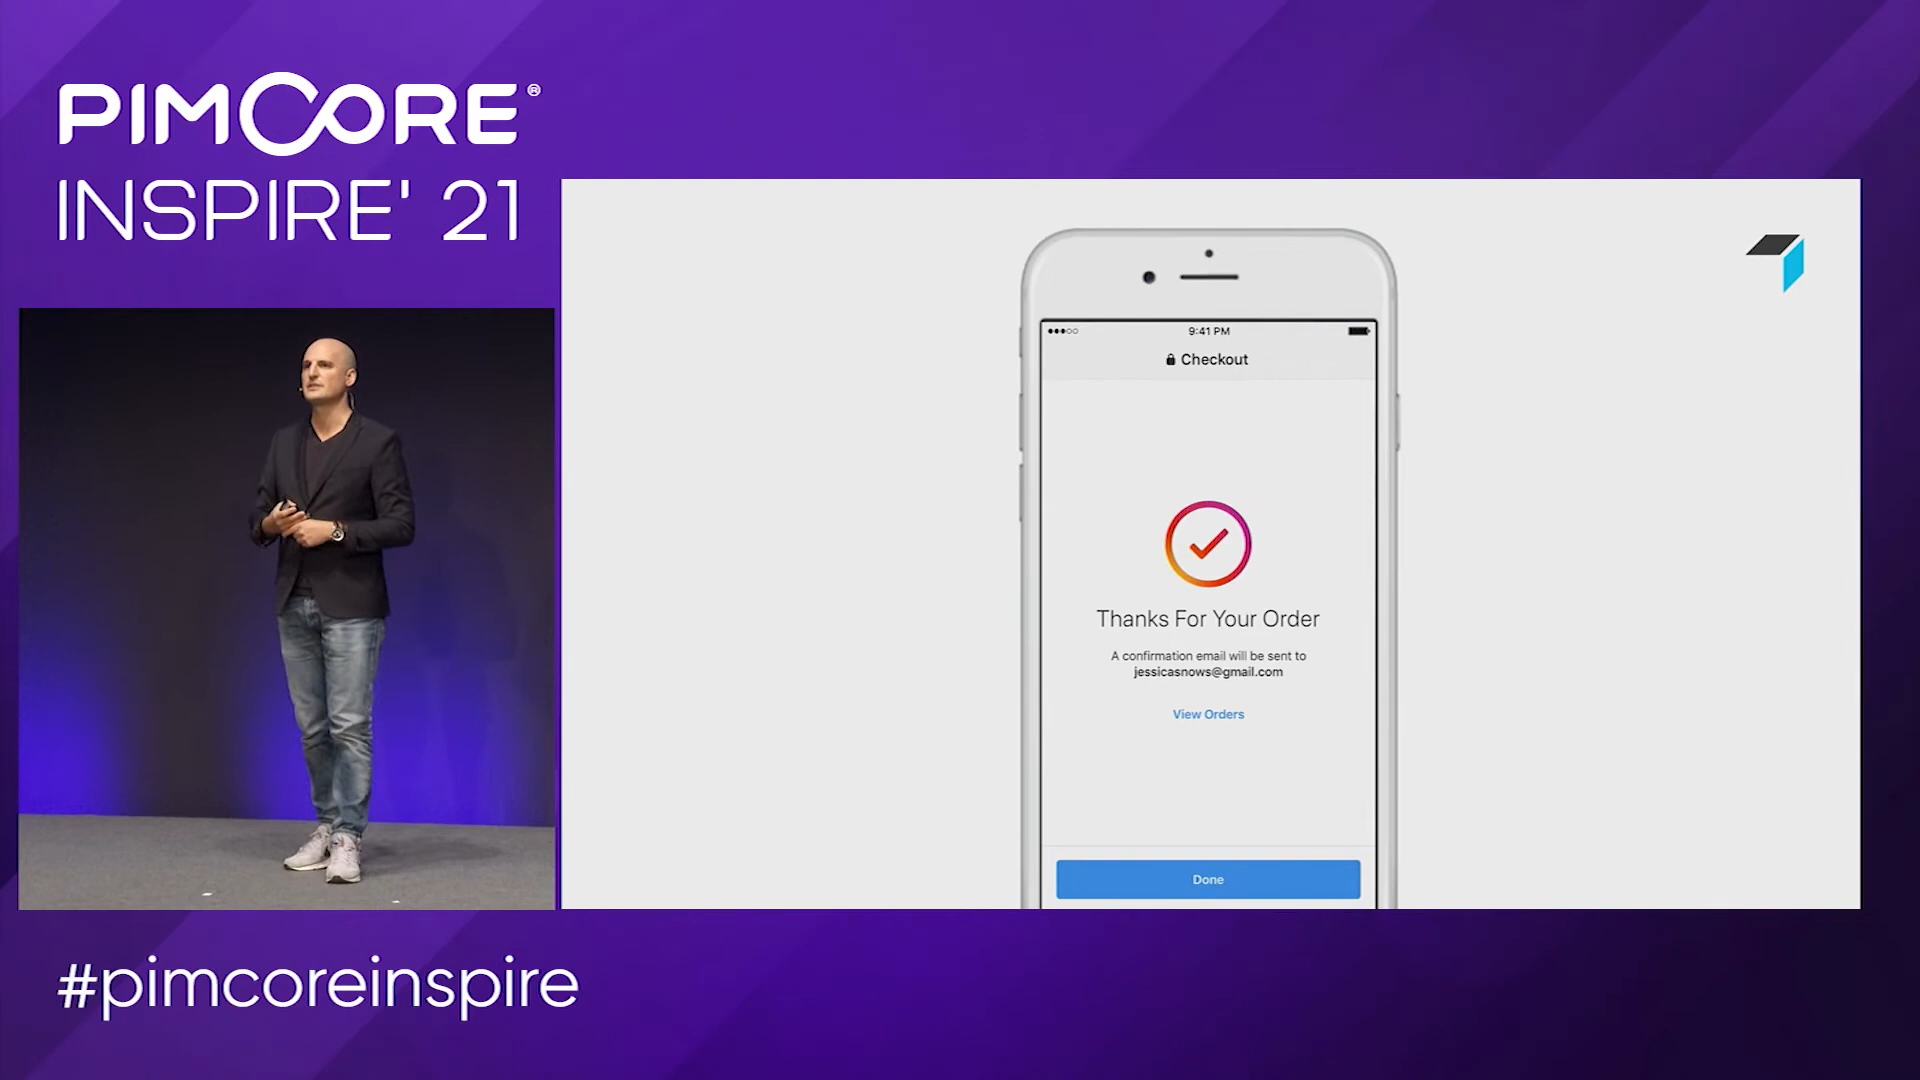 PIMCORE®
INSPIRE' 21
9:41 PM
Checkout
Thanks For Your Order
A confirmation email will be sent to
jessicasnows@gmail.com
View Orders
Done
#pimcoreinspire